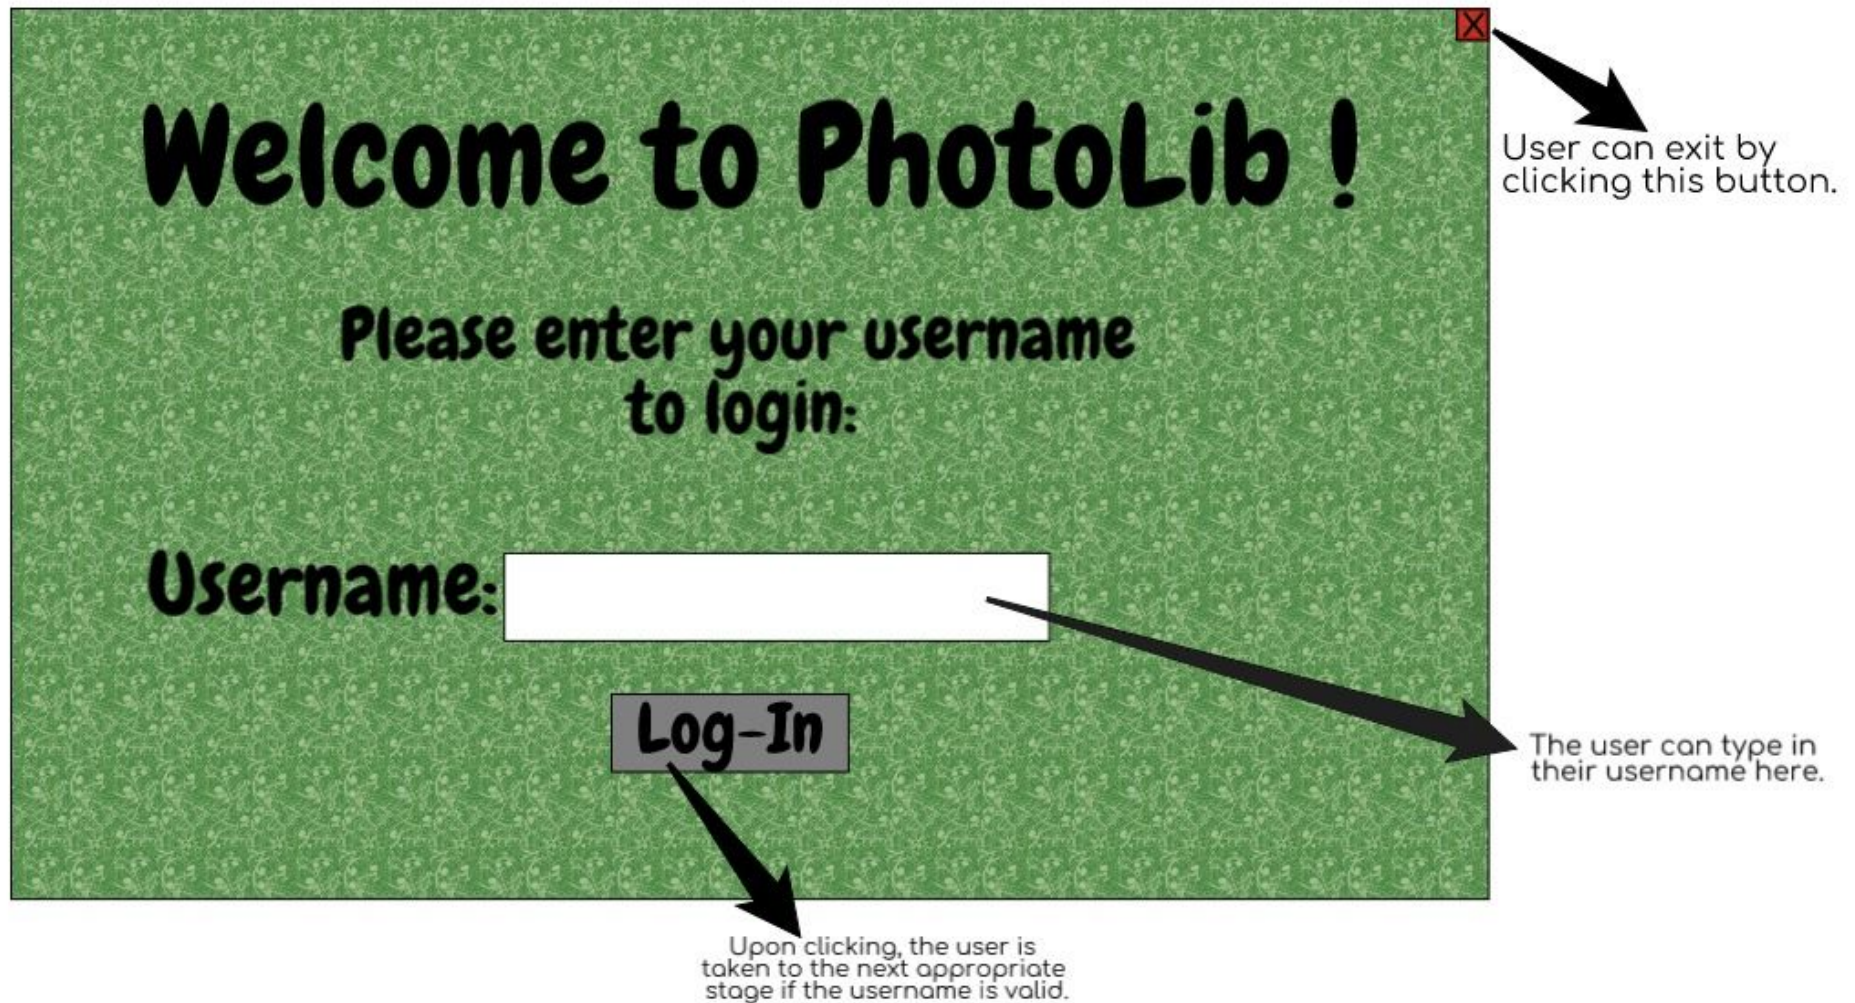 X
Welcome to PhotoLib !
User can exit by
clicking this button.
Please enter your username
to login:
Username:
Log-In
The user can type in
their username here.
Upon clicking, the user is
taken to the next appropriate
stage if the username is valid.